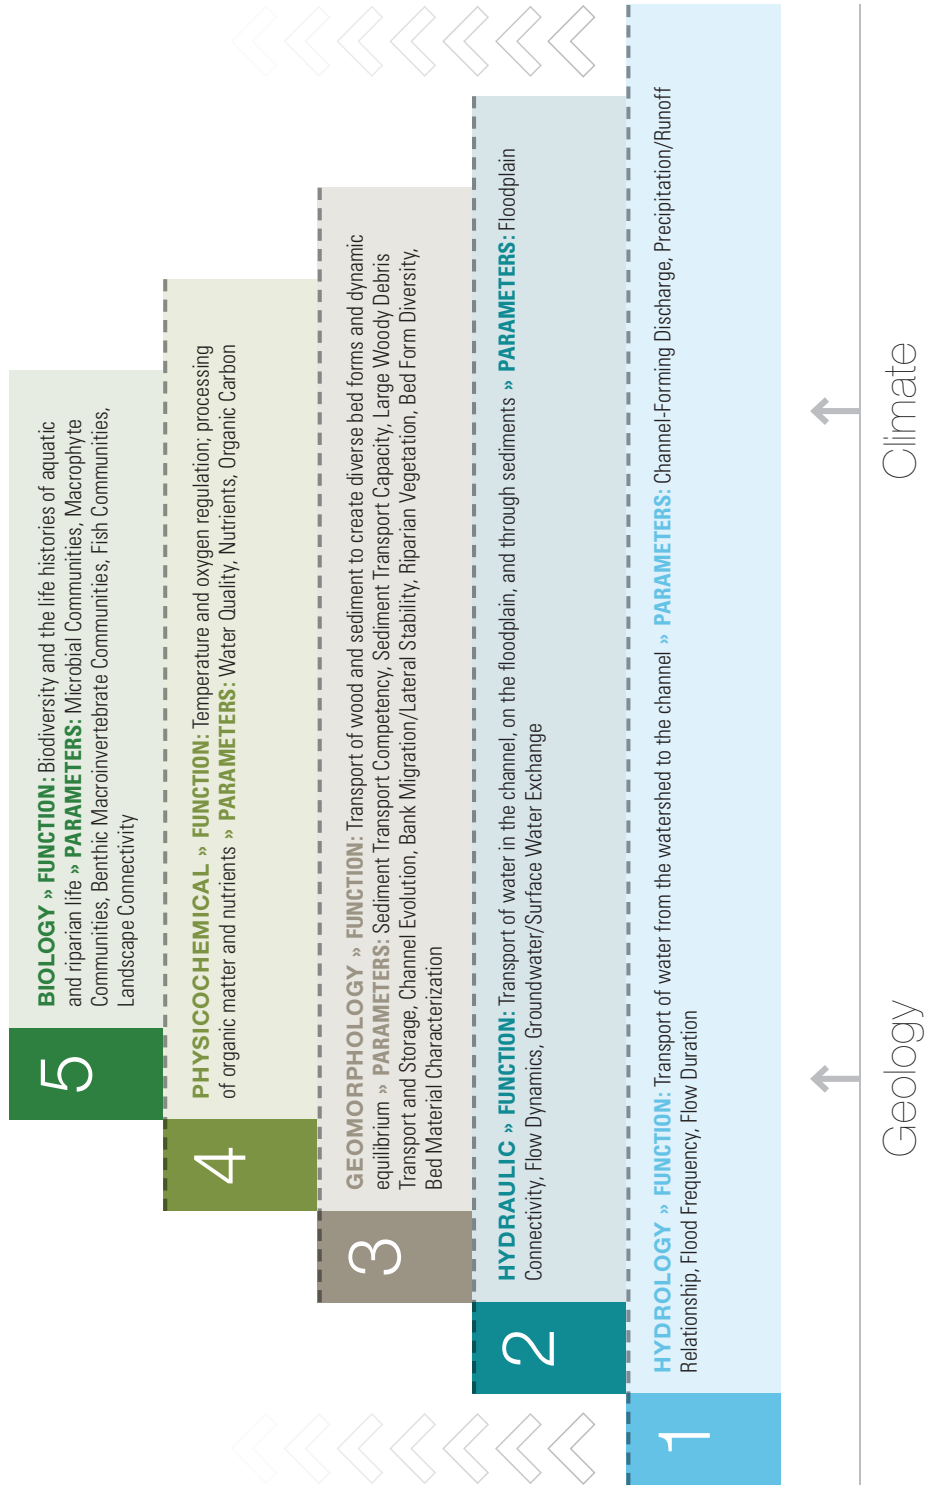 5
BIOLOGY » FUNCTION: Biodiversity and the life histories of aquatic
and riparian life » PARAMETERS: Microbial Communities, Macrophyte
Communities, Benthic Macroinvertebrate Communities, Fish Communities,
Landscape Connectivity
4
PHYSICOCHEMICAL » FUNCTION: Temperature and oxygen regulation; processing
of organic matter and nutrients » PARAMETERS: Water Quality, Nutrients, Organic Carbon
3
GEOMORPHOLOGY » FUNCTION: Transport of wood and sediment to create diverse bed forms and dynamic
equilibrium » PARAMETERS: Sediment Transport Competency, Sediment Transport Capacity, Large Woody Debris
Transport and Storage, Channel Evolution, Bank Migration/Lateral Stability, Riparian Vegetation, Bed Form Diversity,
Bed Material Characterization
2
HYDRAULIC » FUNCTION: Transport of water in the channel, on the floodplain, and through sediments » PARAMETERS: Floodplain
Connectivity, Flow Dynamics, Groundwater/Surface Water Exchange
1
HYDROLOGY » FUNCTION: Transport of water from the watershed to the channel » PARAMETERS: Channel-Forming Discharge, Precipitation/Runoff
Relationship, Flood Frequency, Flow Duration
Geology
Climate